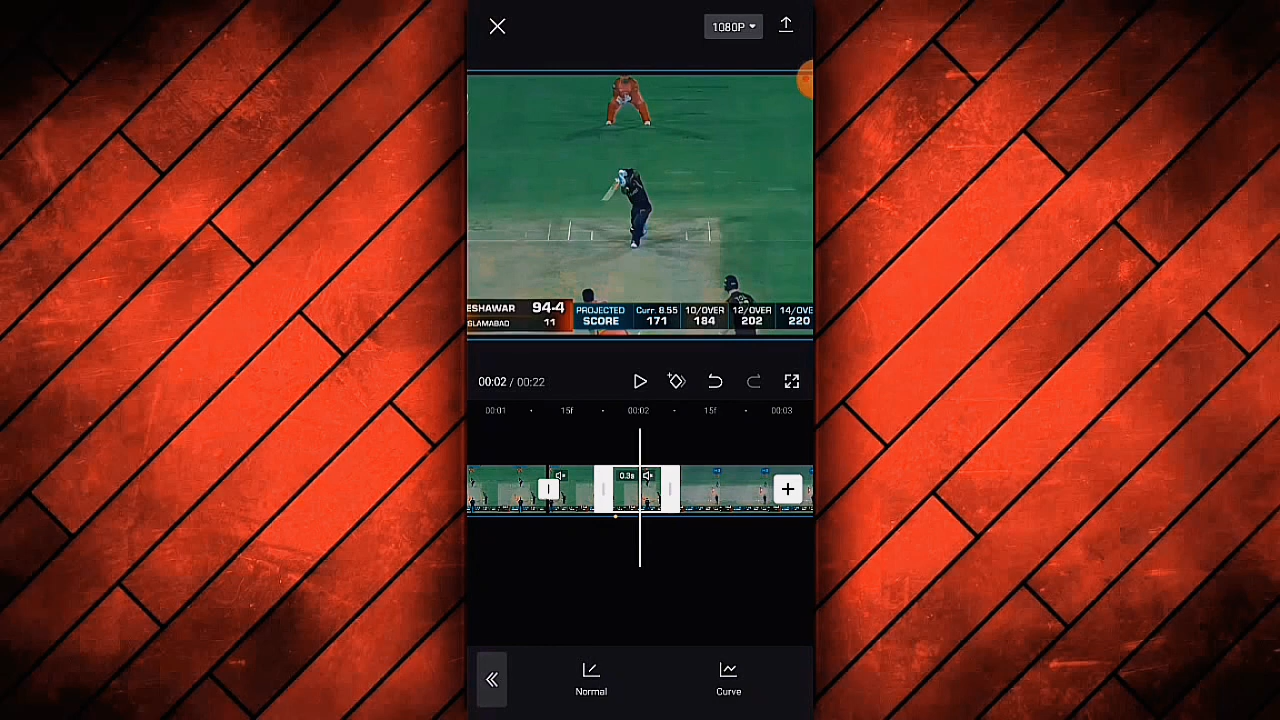 1080P
ESHAWAR 94-4
GLAMABAD 11
PROJECTED SCORE
Curr. 8.55 171
10/OVER 184
12/OVER 202
14/OVE 220
00:02 / 00:22
00:01 15f 00:02 15f 00:03
0.3s
Normal
Curve